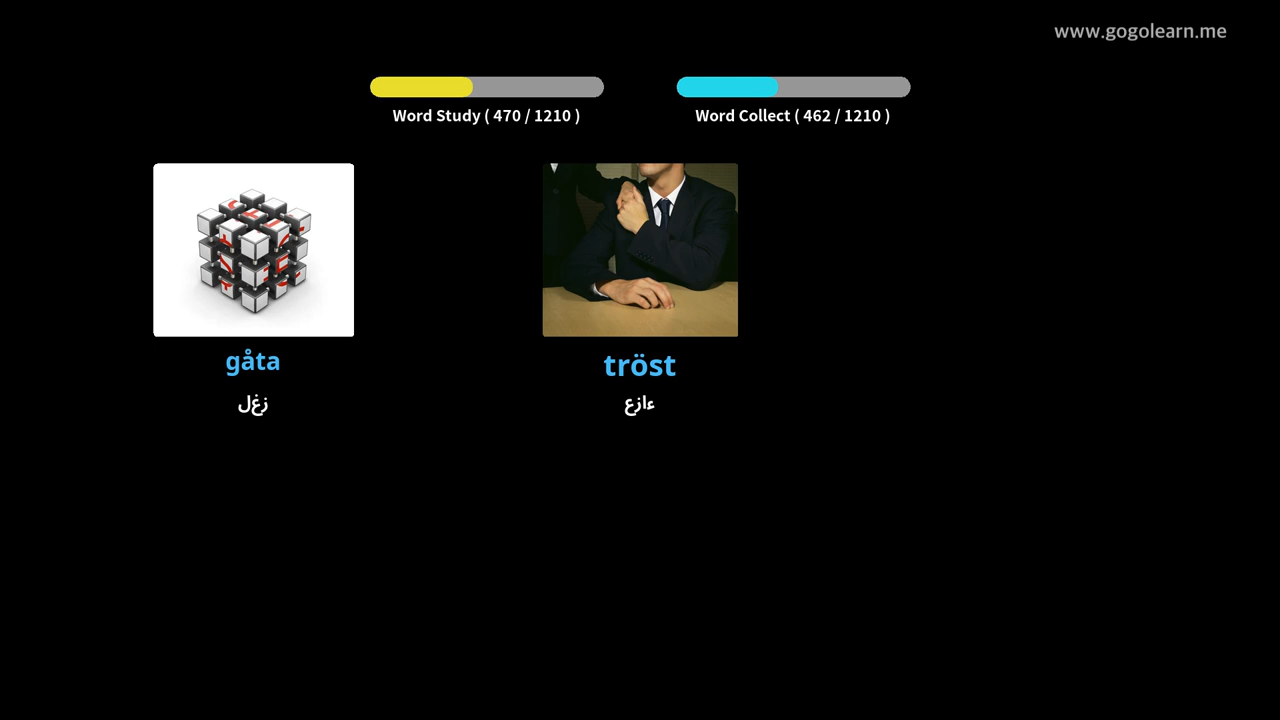 www.gogolearn.me
Word Study ( 470 / 1210 )
Word Collect ( 462 / 1210 )
gåta
زغل
tröst
ءازع